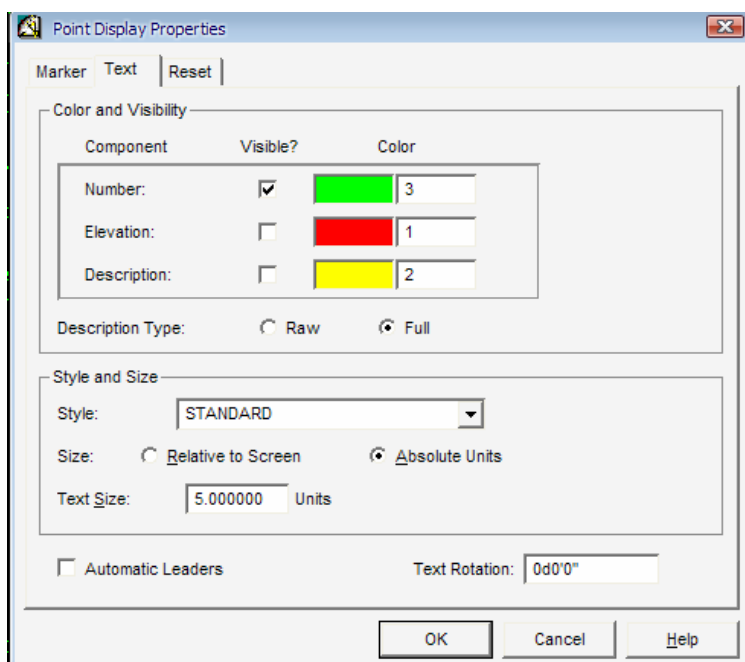 Point Display Properties
Marker Text Reset
Color and Visibility
Component Visible? Color
Number: 3
Elevation: 1
Description: 2
Description Type: Raw Full
Style and Size
Style: STANDARD
Size: Relative to Screen Absolute Units
Text Size: 5.000000 Units
Automatic Leaders Text Rotation: 0d0'0"
OK Cancel Help